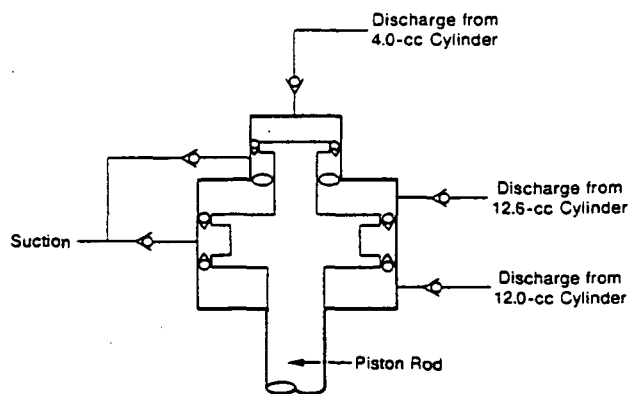 Discharge from
4.0-cc Cylinder
Discharge from
12.6-cc Cylinder
Suction
Discharge from
12.0-cc Cylinder
Piston Rod